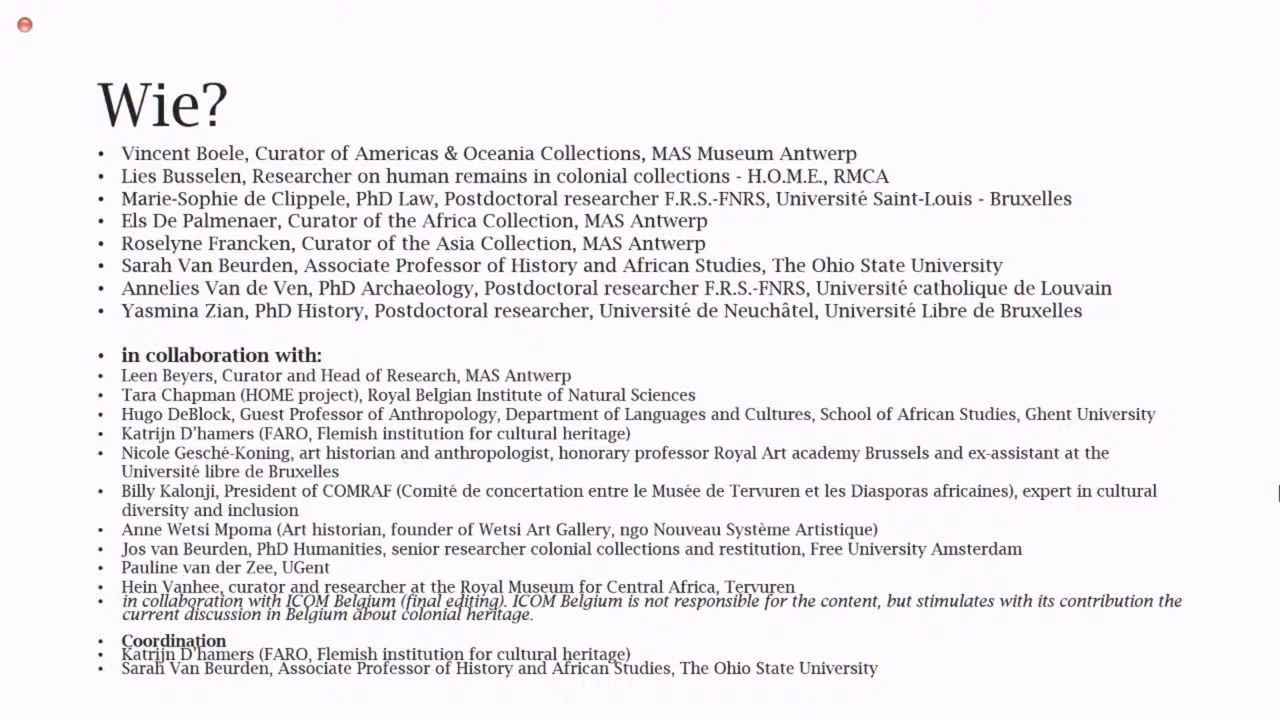 Wie?
• Vincent Boele, Curator of Americas & Oceania Collections, MAS Museum Antwerp
• Lies Busselen, Researcher on human remains in colonial collections - H.O.M.E., RMCA
• Marie-Sophie de Clippele, PhD Law, Postdoctoral researcher F.R.S.-FNRS, Université Saint-Louis - Bruxelles
• Els De Palmenaer, Curator of the Africa Collection, MAS Antwerp
• Roselyne Francken, Curator of the Asia Collection, MAS Antwerp
• Sarah Van Beurden, Associate Professor of History and African Studies, The Ohio State University
• Annelies Van de Ven, PhD Archaeology, Postdoctoral researcher F.R.S.-FNRS, Université catholique de Louvain
• Yasmina Zian, PhD History, Postdoctoral researcher, Université de Neuchâtel, Université Libre de Bruxelles
• in collaboration with:
• Leen Beyers, Curator and Head of Research, MAS Antwerp
• Tara Chapman (HOME project), Royal Belgian Institute of Natural Sciences
• Hugo DeBlock, Guest Professor of Anthropology, Department of Languages and Cultures, School of African Studies, Ghent University
• Katrijn D'hamers (FARO, Flemish institution for cultural heritage)
• Nicole Gesché-Koning, art historian and anthropologist, honorary professor Royal Art academy Brussels and ex-assistant at the
Université libre de Bruxelles
• Billy Kalonji, President of COMRAF (Comité de concertation entre le Musée de Tervuren et les Diasporas africaines), expert in cultural
diversity and inclusion
• Anne Wetsi Mpoma (Art historian, founder of Wetsi Art Gallery, ngo Nouveau Système Artistique)
• Jos van Beurden, PhD Humanities, senior researcher colonial collections and restitution, Free University Amsterdam
• Pauline van der Zee, UGent
• Hein Vanhee, curator and researcher at the Royal Museum for Central Africa, Tervuren
• in collaboration with ICOM Belgium (final editing). ICOM Belgium is not responsible for the content, but stimulates with its contribution the
current discussion in Belgium about colonial heritage.
• Coordination
• Katrijn D'hamers (FARO, Flemish institution for cultural heritage)
• Sarah Van Beurden, Associate Professor of History and African Studies, The Ohio State University